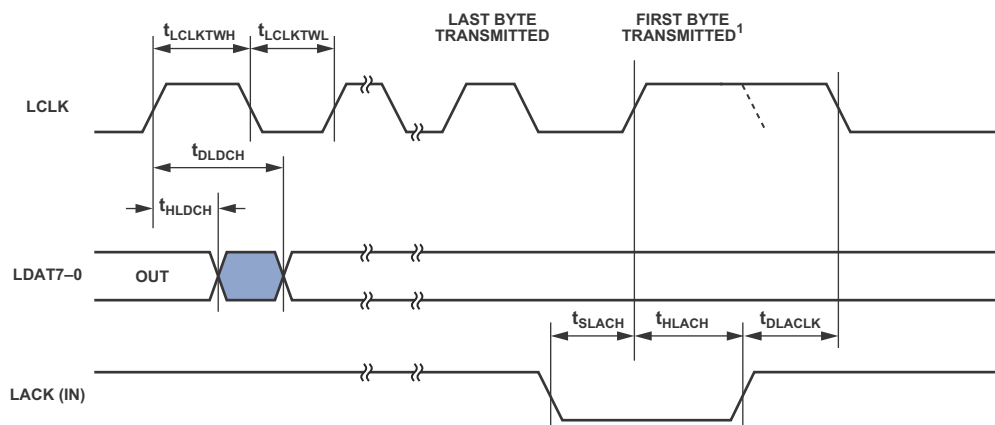 tLCLKTWH
tLCLKTWL
LAST BYTE
TRANSMITTED
FIRST BYTE
TRANSMITTED1
LCLK
tDLDCH
tHLDCH
LDAT7–0
OUT
tSLACH
tHLACH
tDLACLK
LACK (IN)